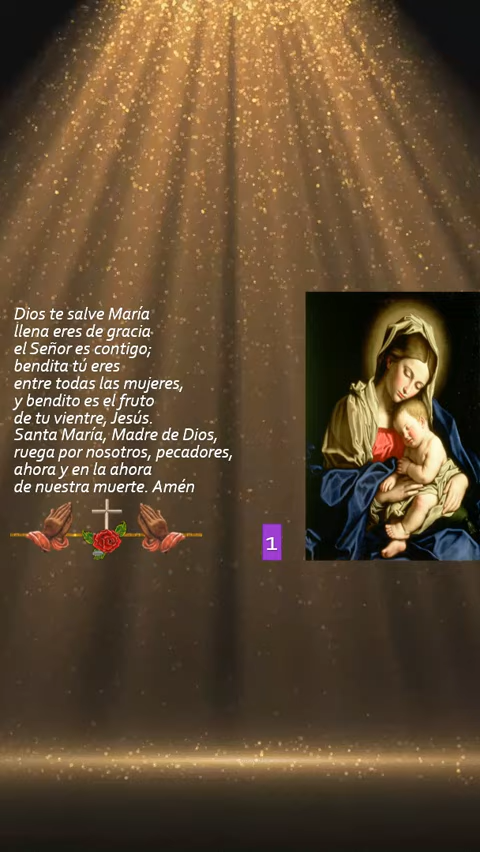 Dios te salve María
llena eres de gracia
el Señor es contigo;
bendita tú eres
entre todas las mujeres,
y bendito es el fruto
de tu vientre, Jesús.
Santa María, Madre de Dios,
ruega por nosotros, pecadores,
ahora y en la ahora
de nuestra muerte. Amén
1